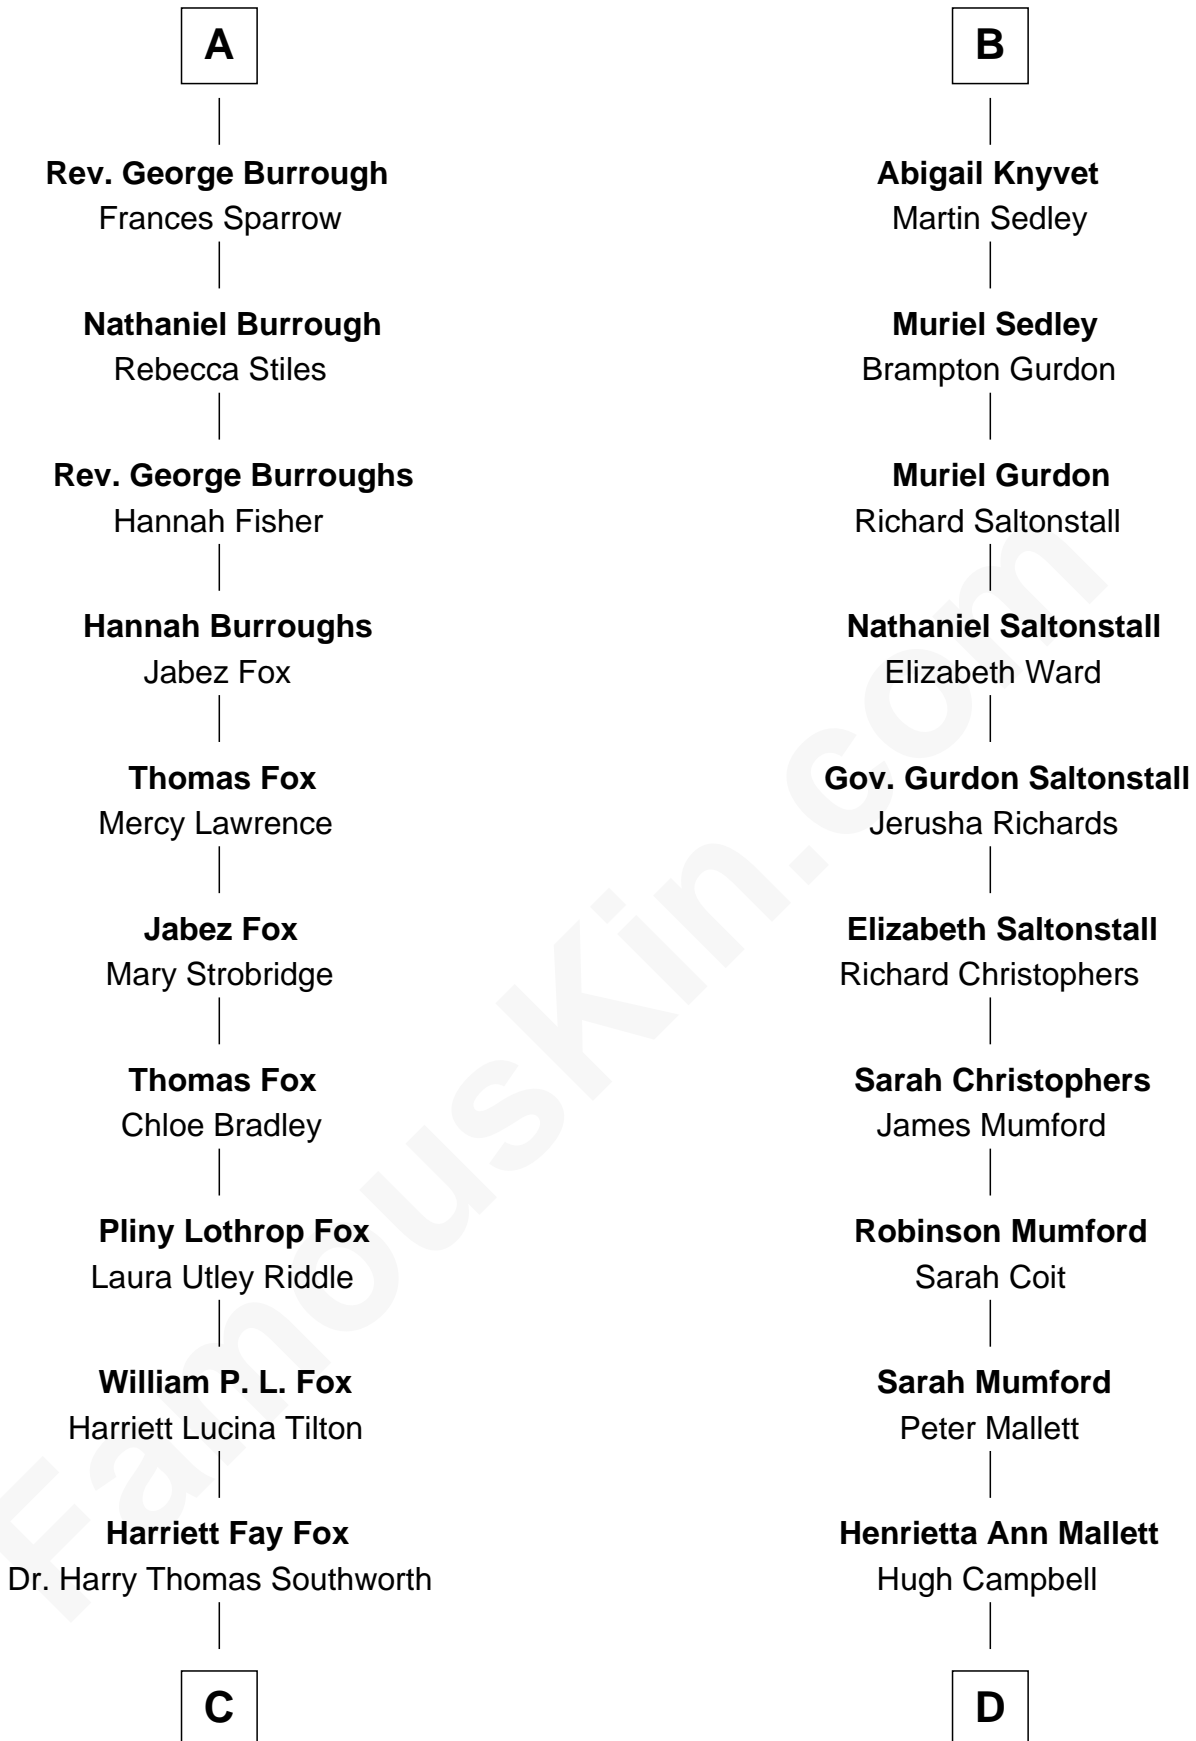 A
Rev. George Burrough
Frances Sparrow
Nathaniel Burrough
Rebecca Stiles
Rev. George Burroughs
Hannah Fisher
Hannah Burroughs
Jabez Fox
Thomas Fox
Mercy Lawrence
Jabez Fox
Mary Strobridge
Thomas Fox
Chloe Bradley
Pliny Lothrop Fox
Laura Utley Riddle
William P. L. Fox
Harriett Lucina Tilton
Harriett Fay Fox
Dr. Harry Thomas Southworth
C
B
Abigail Knyvet
Martin Sedley
Muriel Sedley
Brampton Gurdon
Muriel Gurdon
Richard Saltonstall
Nathaniel Saltonstall
Elizabeth Ward
Gov. Gurdon Saltonstall
Jerusha Richards
Elizabeth Saltonstall
Richard Christophers
Sarah Christophers
James Mumford
Robinson Mumford
Sarah Coit
Sarah Mumford
Peter Mallett
Henrietta Ann Mallett
Hugh Campbell
D
FamousKin.com